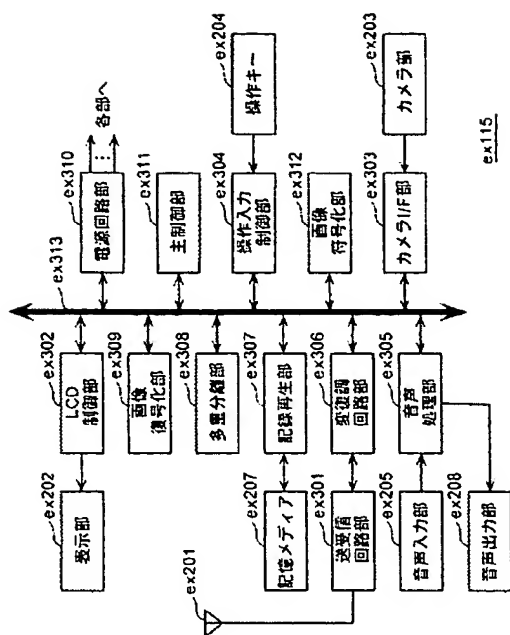 ex115
ex313
ex310
電源回路部
各部へ
ex311
主制御部
ex304
操作入力
制御部
ex204
操作キー
ex312
画像
符号化部
ex303
カメラI/F部
ex203
カメラ部
ex302
LCD
制御部
ex202
表示部
ex309
画像
復号化部
ex308
多重分離部
ex307
記録再生部
ex207
記憶メディア
ex306
変復調
回路部
ex301
送受信
回路部
ex201
ex305
音声
処理部
ex205
音声入力部
ex208
音声出力部